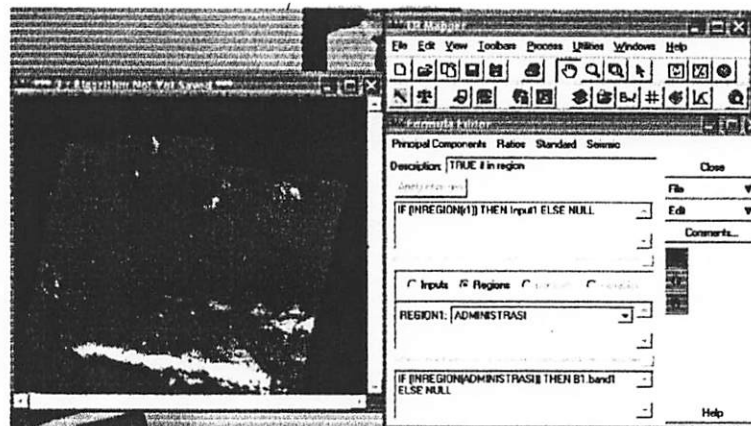 ER Mapper
File Edit View Toolbars Process Utilities Windows Help
Algorithm Not Yet Saved
Formula Editor
Principal Components Ratios Standard Seismic
Description: TRUE if in region
Close
Apply changes
File
IF (INREGION(r1)) THEN Input1 ELSE NULL
Edit
Comments...
Inputs Regions
REGION1: ADMINISTRASI
IF (INREGION(ADMINISTRASI)) THEN B1:band1
ELSE NULL
Help